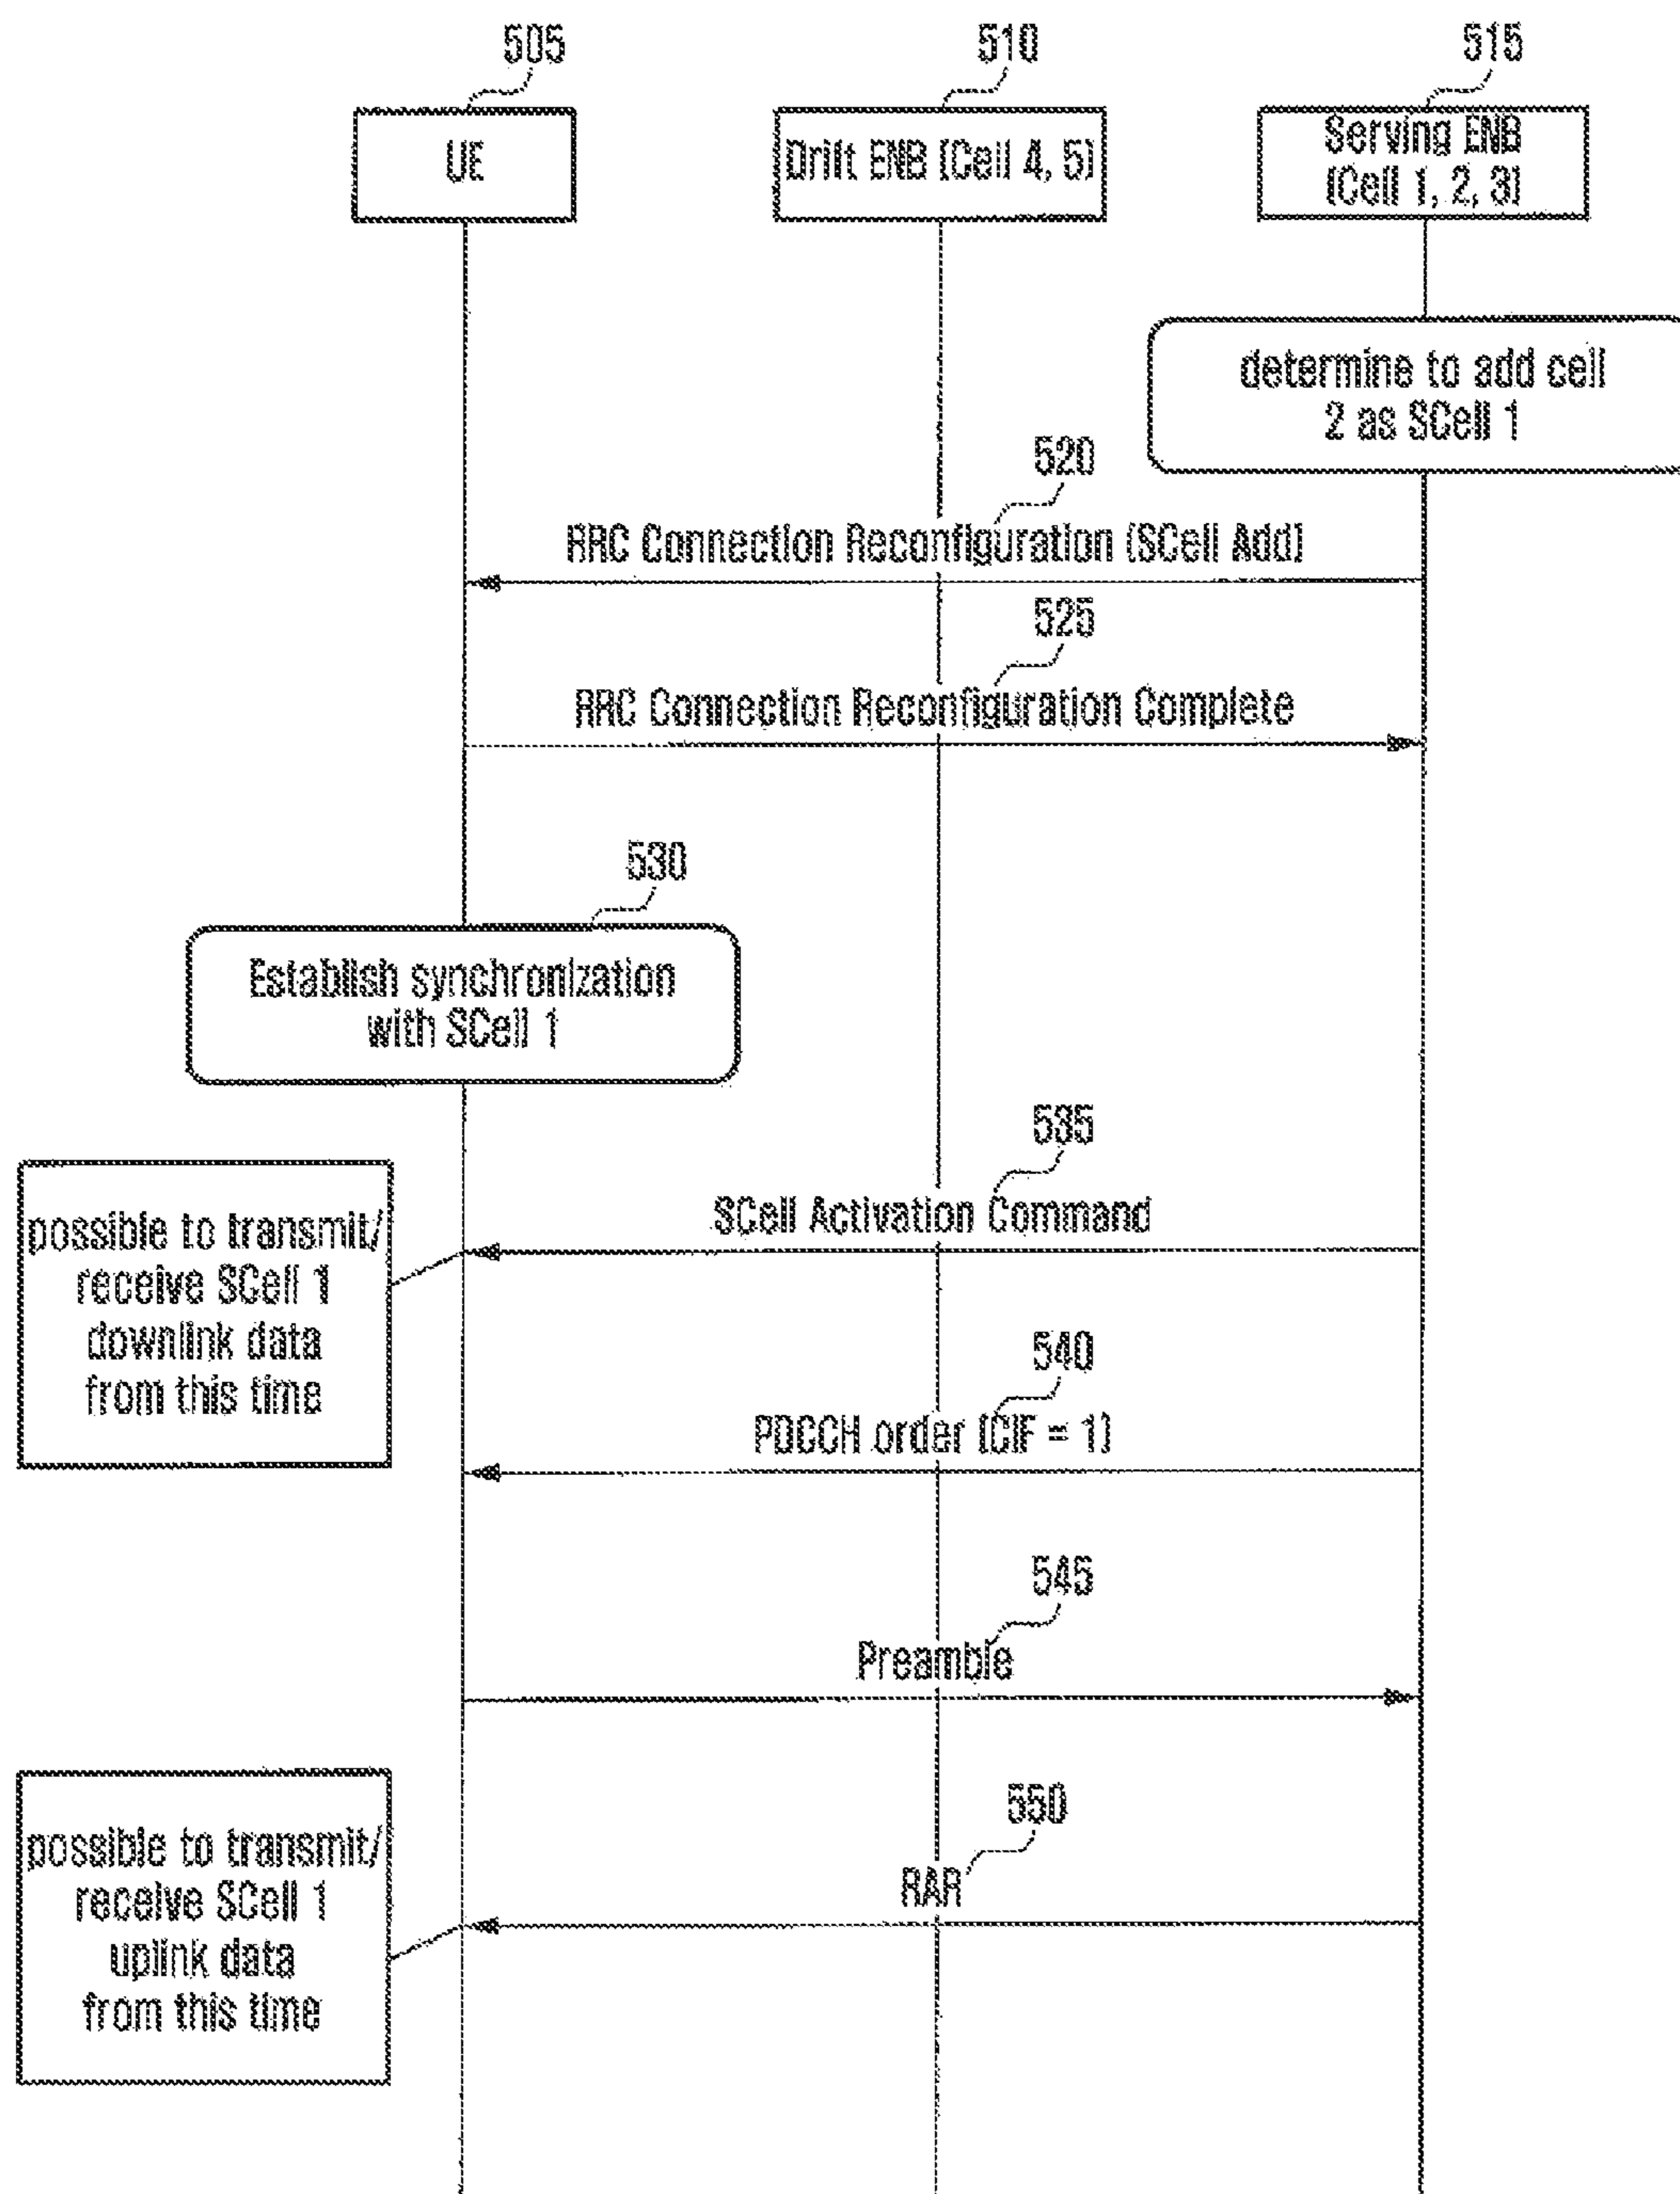 505
510
515
UE
Drift ENB (Cell 4, 5)
Serving ENB
(Cell 1, 2, 3)
determine to add cell
2 as SCell 1
520
RRC Connection Reconfiguration (SCell Add)
525
RRC Connection Reconfiguration Complete
530
Establish synchronization
with SCell 1
535
SCell Activation Command
possible to transmit/
receive SCell 1
downlink data
from this time
540
PDCCH order (CIF = 1)
545
Preamble
550
RAR
possible to transmit/
receive SCell 1
uplink data
from this time